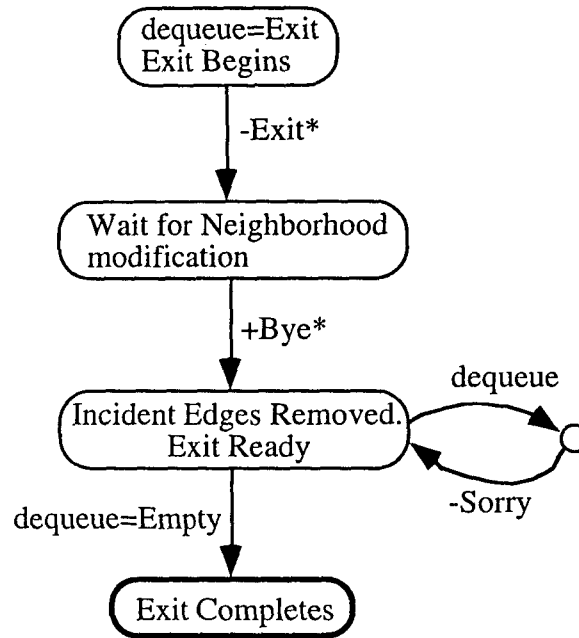 dequeue=Exit
Exit Begins
-Exit*
Wait for Neighborhood
modification
+Bye*
dequeue
Incident Edges Removed.
Exit Ready
-Sorry
dequeue=Empty
Exit Completes